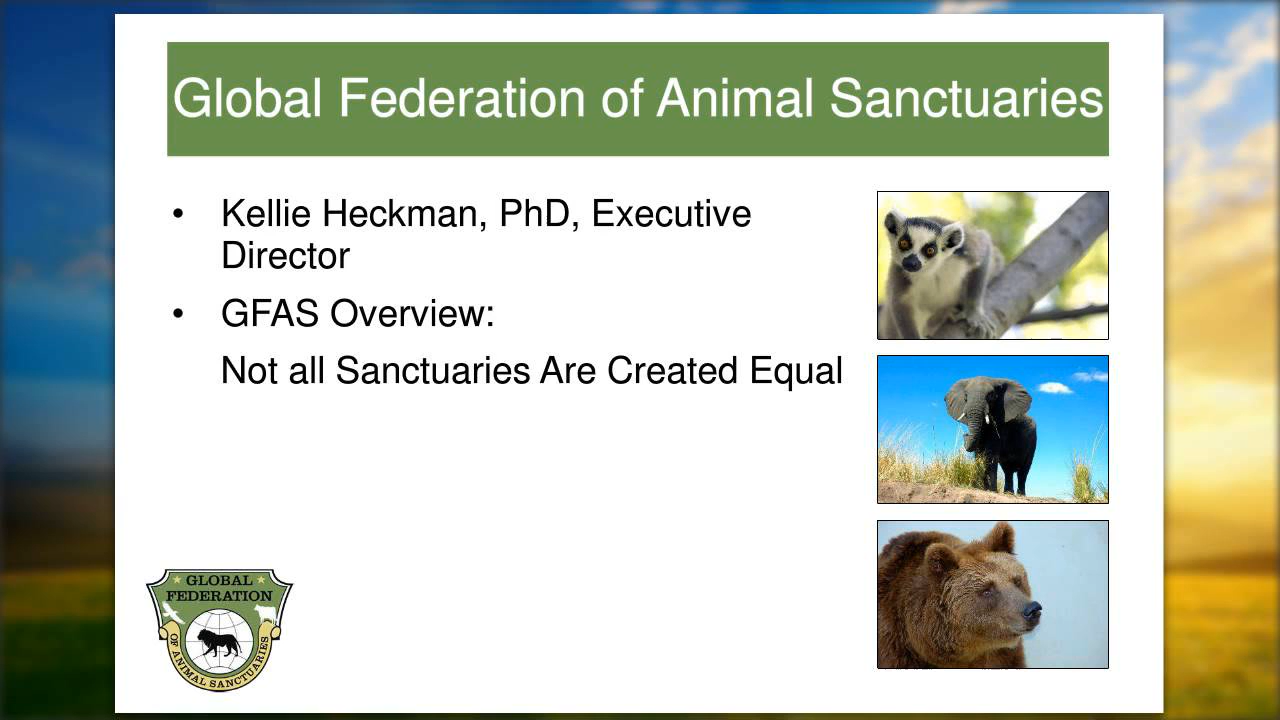 Global Federation of Animal Sanctuaries
• Kellie Heckman, PhD, Executive
Director
• GFAS Overview:
Not all Sanctuaries Are Created Equal
GLOBAL
FEDERATION
OF ANIMAL SANCTUARIES